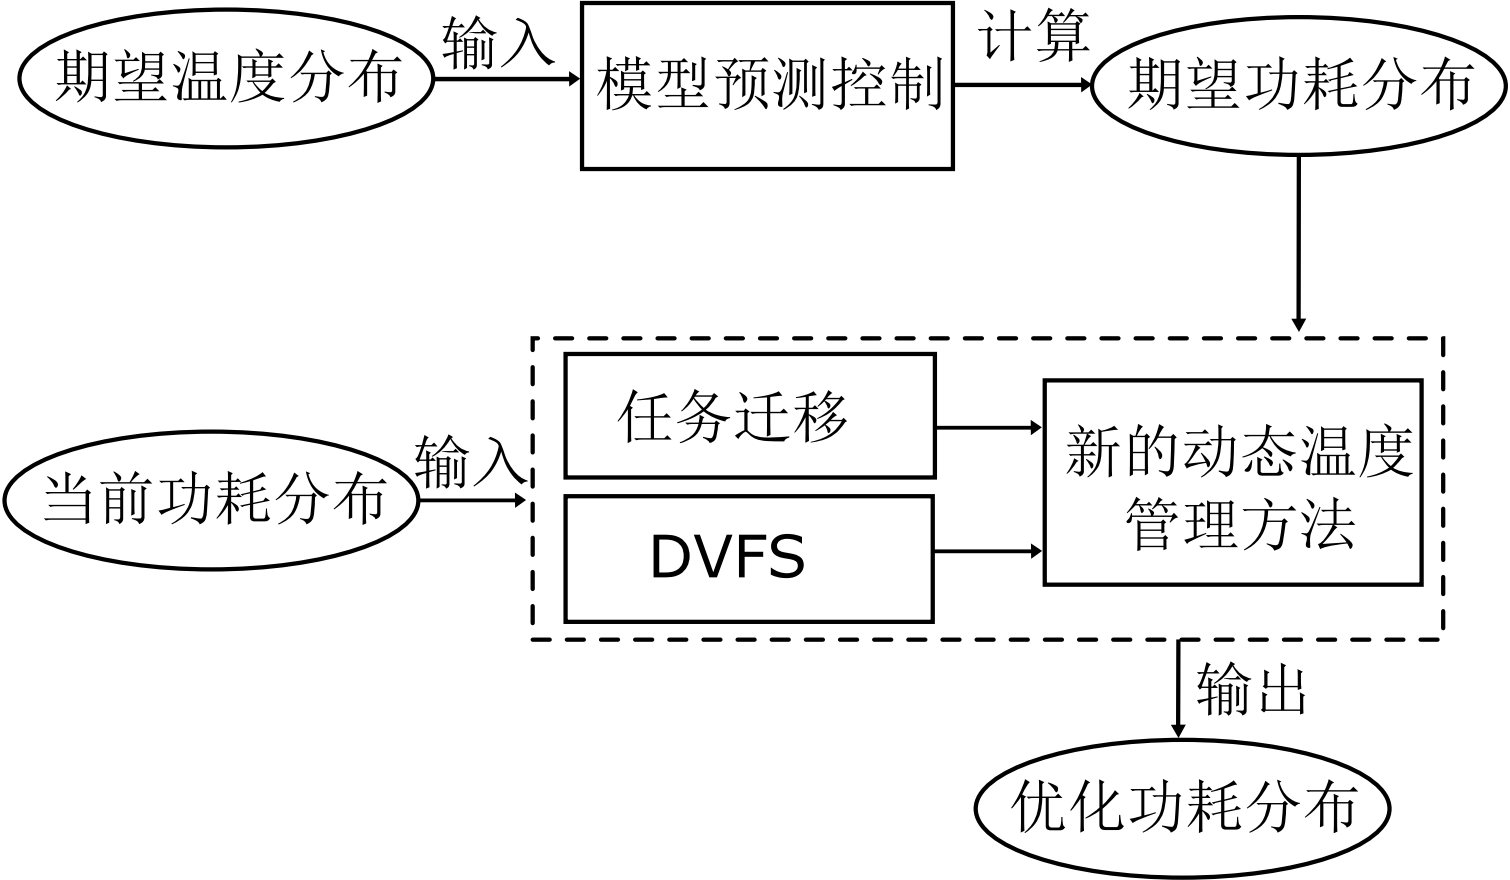 期望温度分布
输入
模型预测控制
计算
期望功耗分布
当前功耗分布
输入
任务迁移
DVFS
新的动态温度
管理方法
输出
优化功耗分布